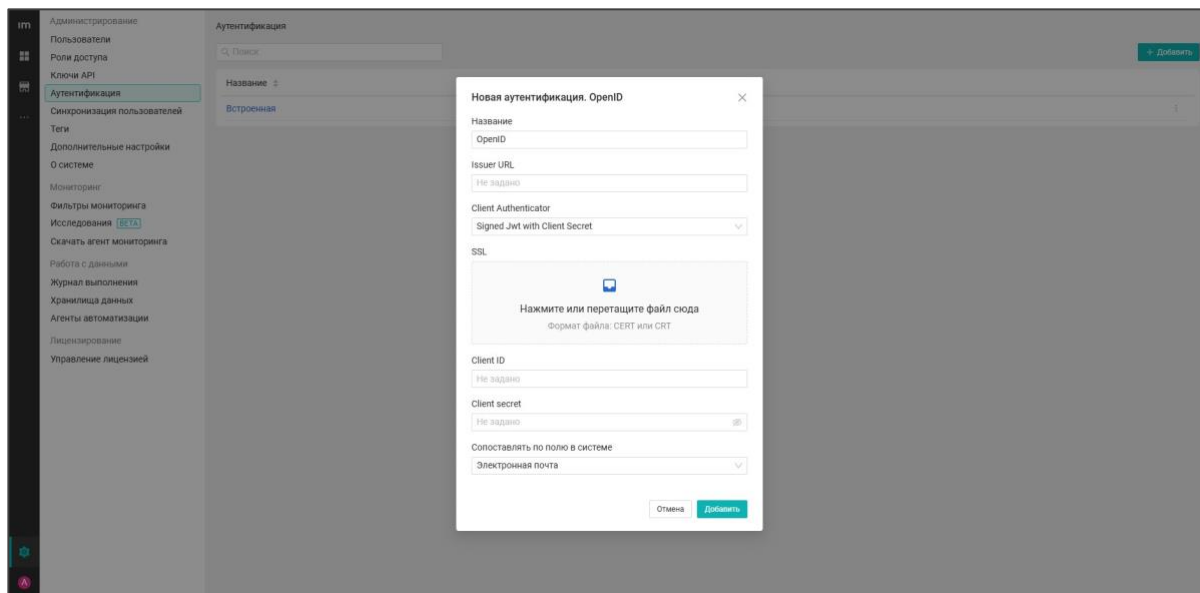 im
Администрирование
Пользователи
Роли доступа
Ключи API
Аутентификация
Синхронизация пользователей
Теги
Дополнительные настройки
О системе
Мониторинг
Фильтры мониторинга
Исследования BETA
Скачать агент мониторинга
Работа с данными
Журнал выполнения
Хранилища данных
Агенты автоматизации
Лицензирование
Управление лицензией
A
Аутентификация
Поиск
+ Добавить
Название
Встроенная
Новая аутентификация. OpenID
Название
OpenID
Issuer URL
Не задано
Client Authenticator
Signed Jwt with Client Secret
SSL
Нажмите или перетащите файл сюда
Формат файла: CERT или CRT
Client ID
Не задано
Client secret
Не задано
Сопоставлять по полю в системе
Электронная почта
Отмена
Добавить